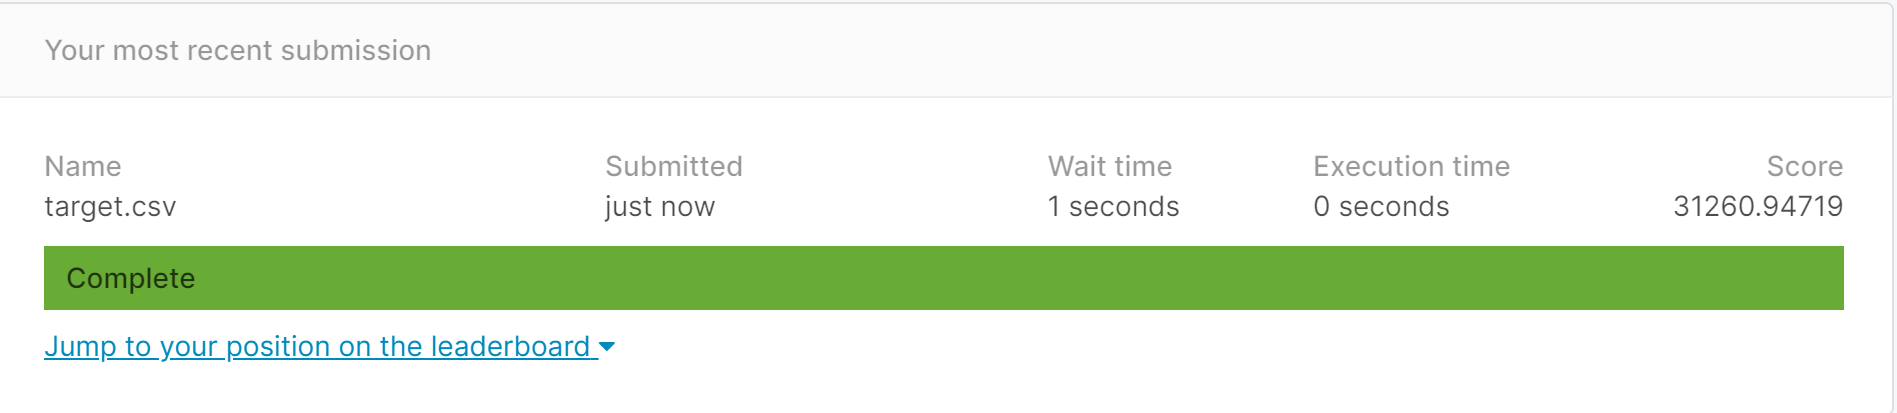 Your most recent submission
Name Submitted Wait time Execution time Score
target.csv just now 1 seconds 0 seconds 31260.94719
Complete
Jump to your position on the leaderboard